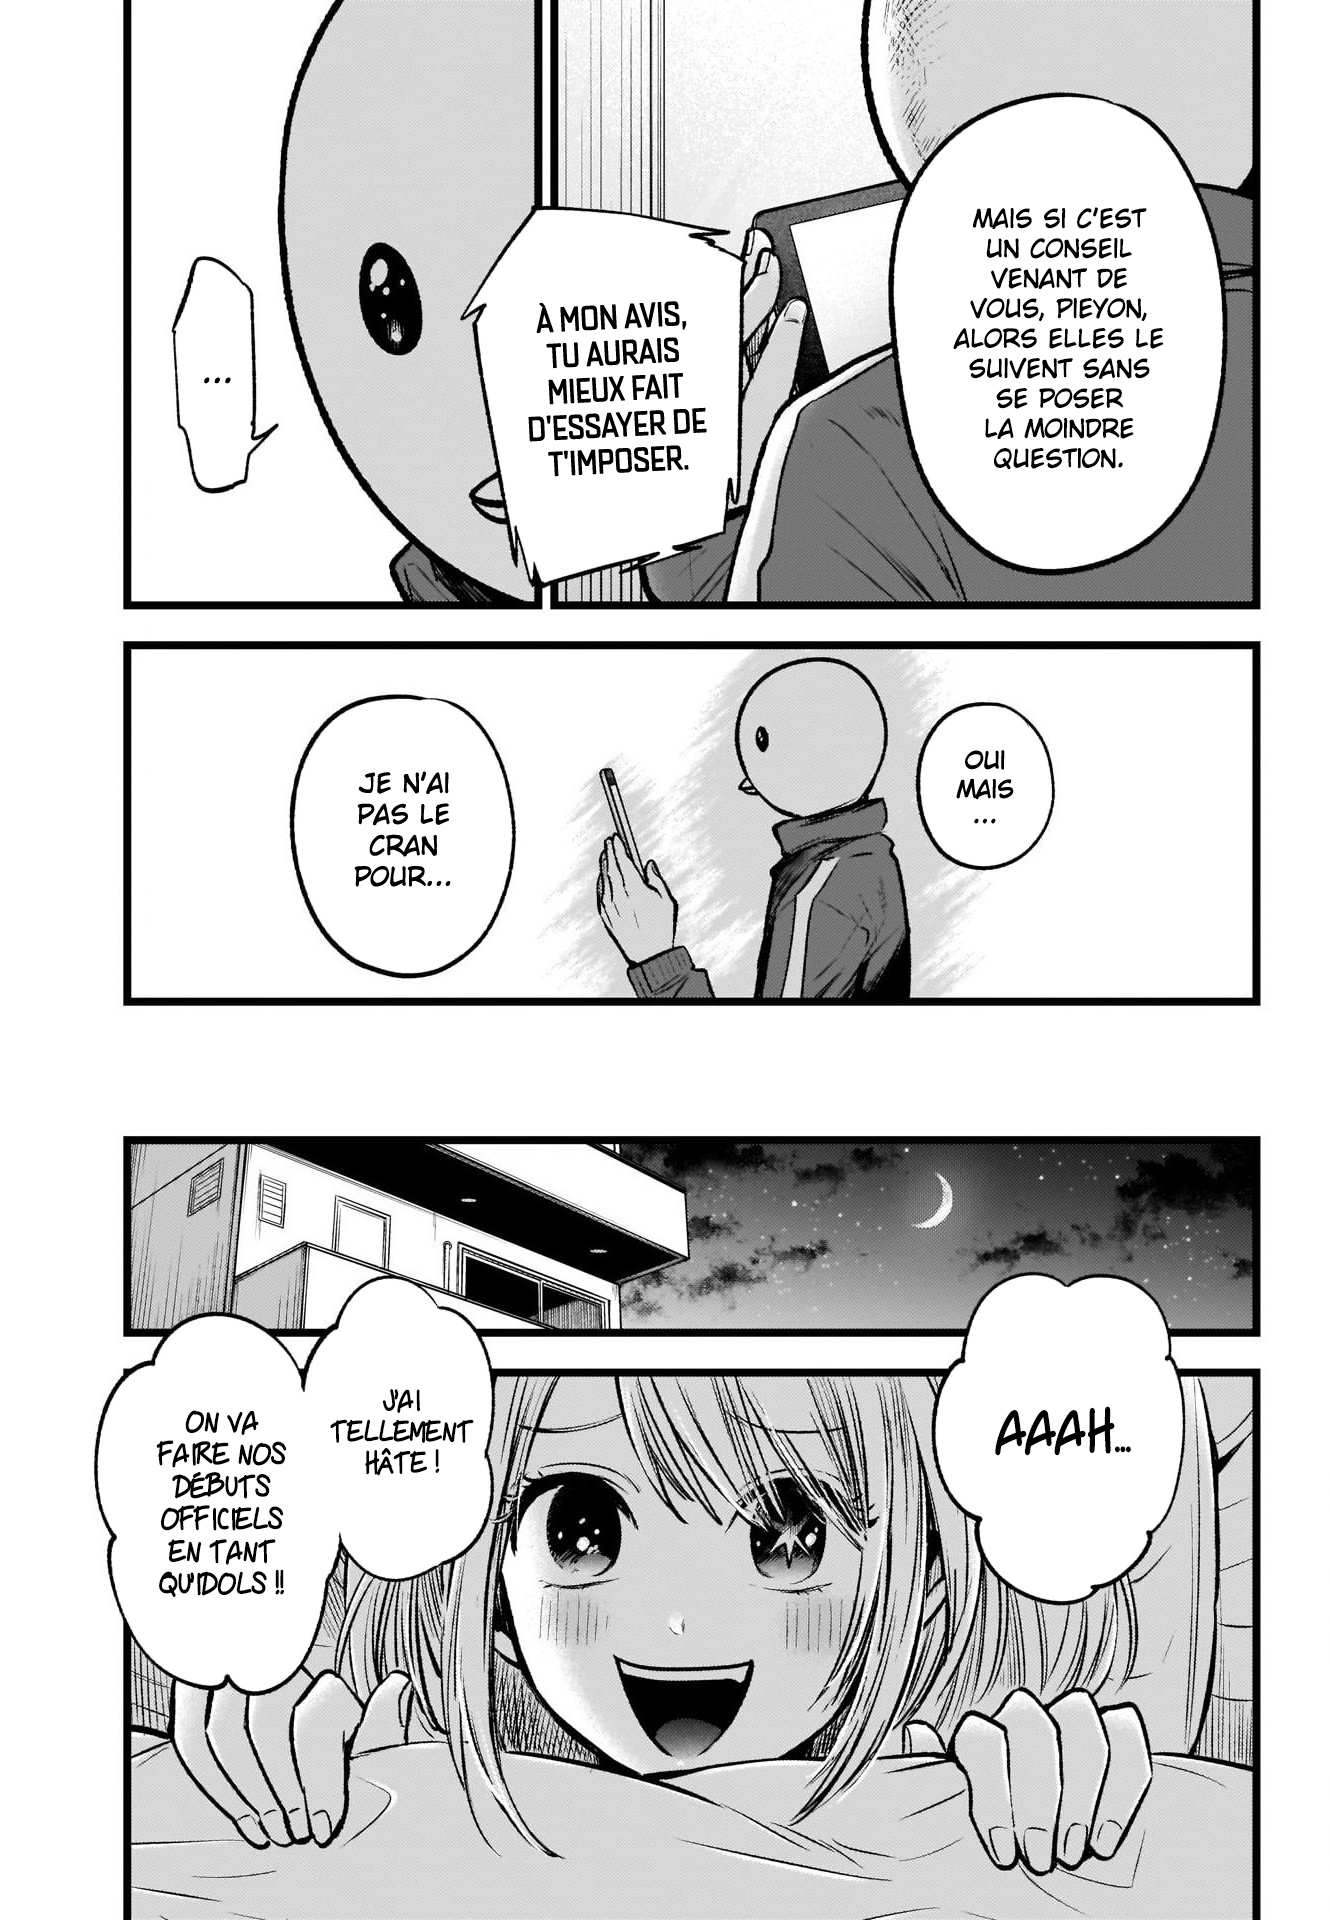 MAIS SI C'EST
UN CONSEIL
VENANT DE
VOUS, PIEYON,
ALORS ELLES LE
SUIVENT SANS
SE POSER
LA MOINDRE
QUESTION.
À MON AVIS,
TU AURAIS
MIEUX FAIT
D'ESSAYER DE
T'IMPOSER.
...
OUI
MAIS
...
JE N'AI
PAS LE
CRAN
POUR...
AAAH...
J'AI
TELLEMENT
HÂTE !
ON VA
FAIRE NOS
DÉBUTS
OFFICIELS
EN TANT
QU'IDOLS !!